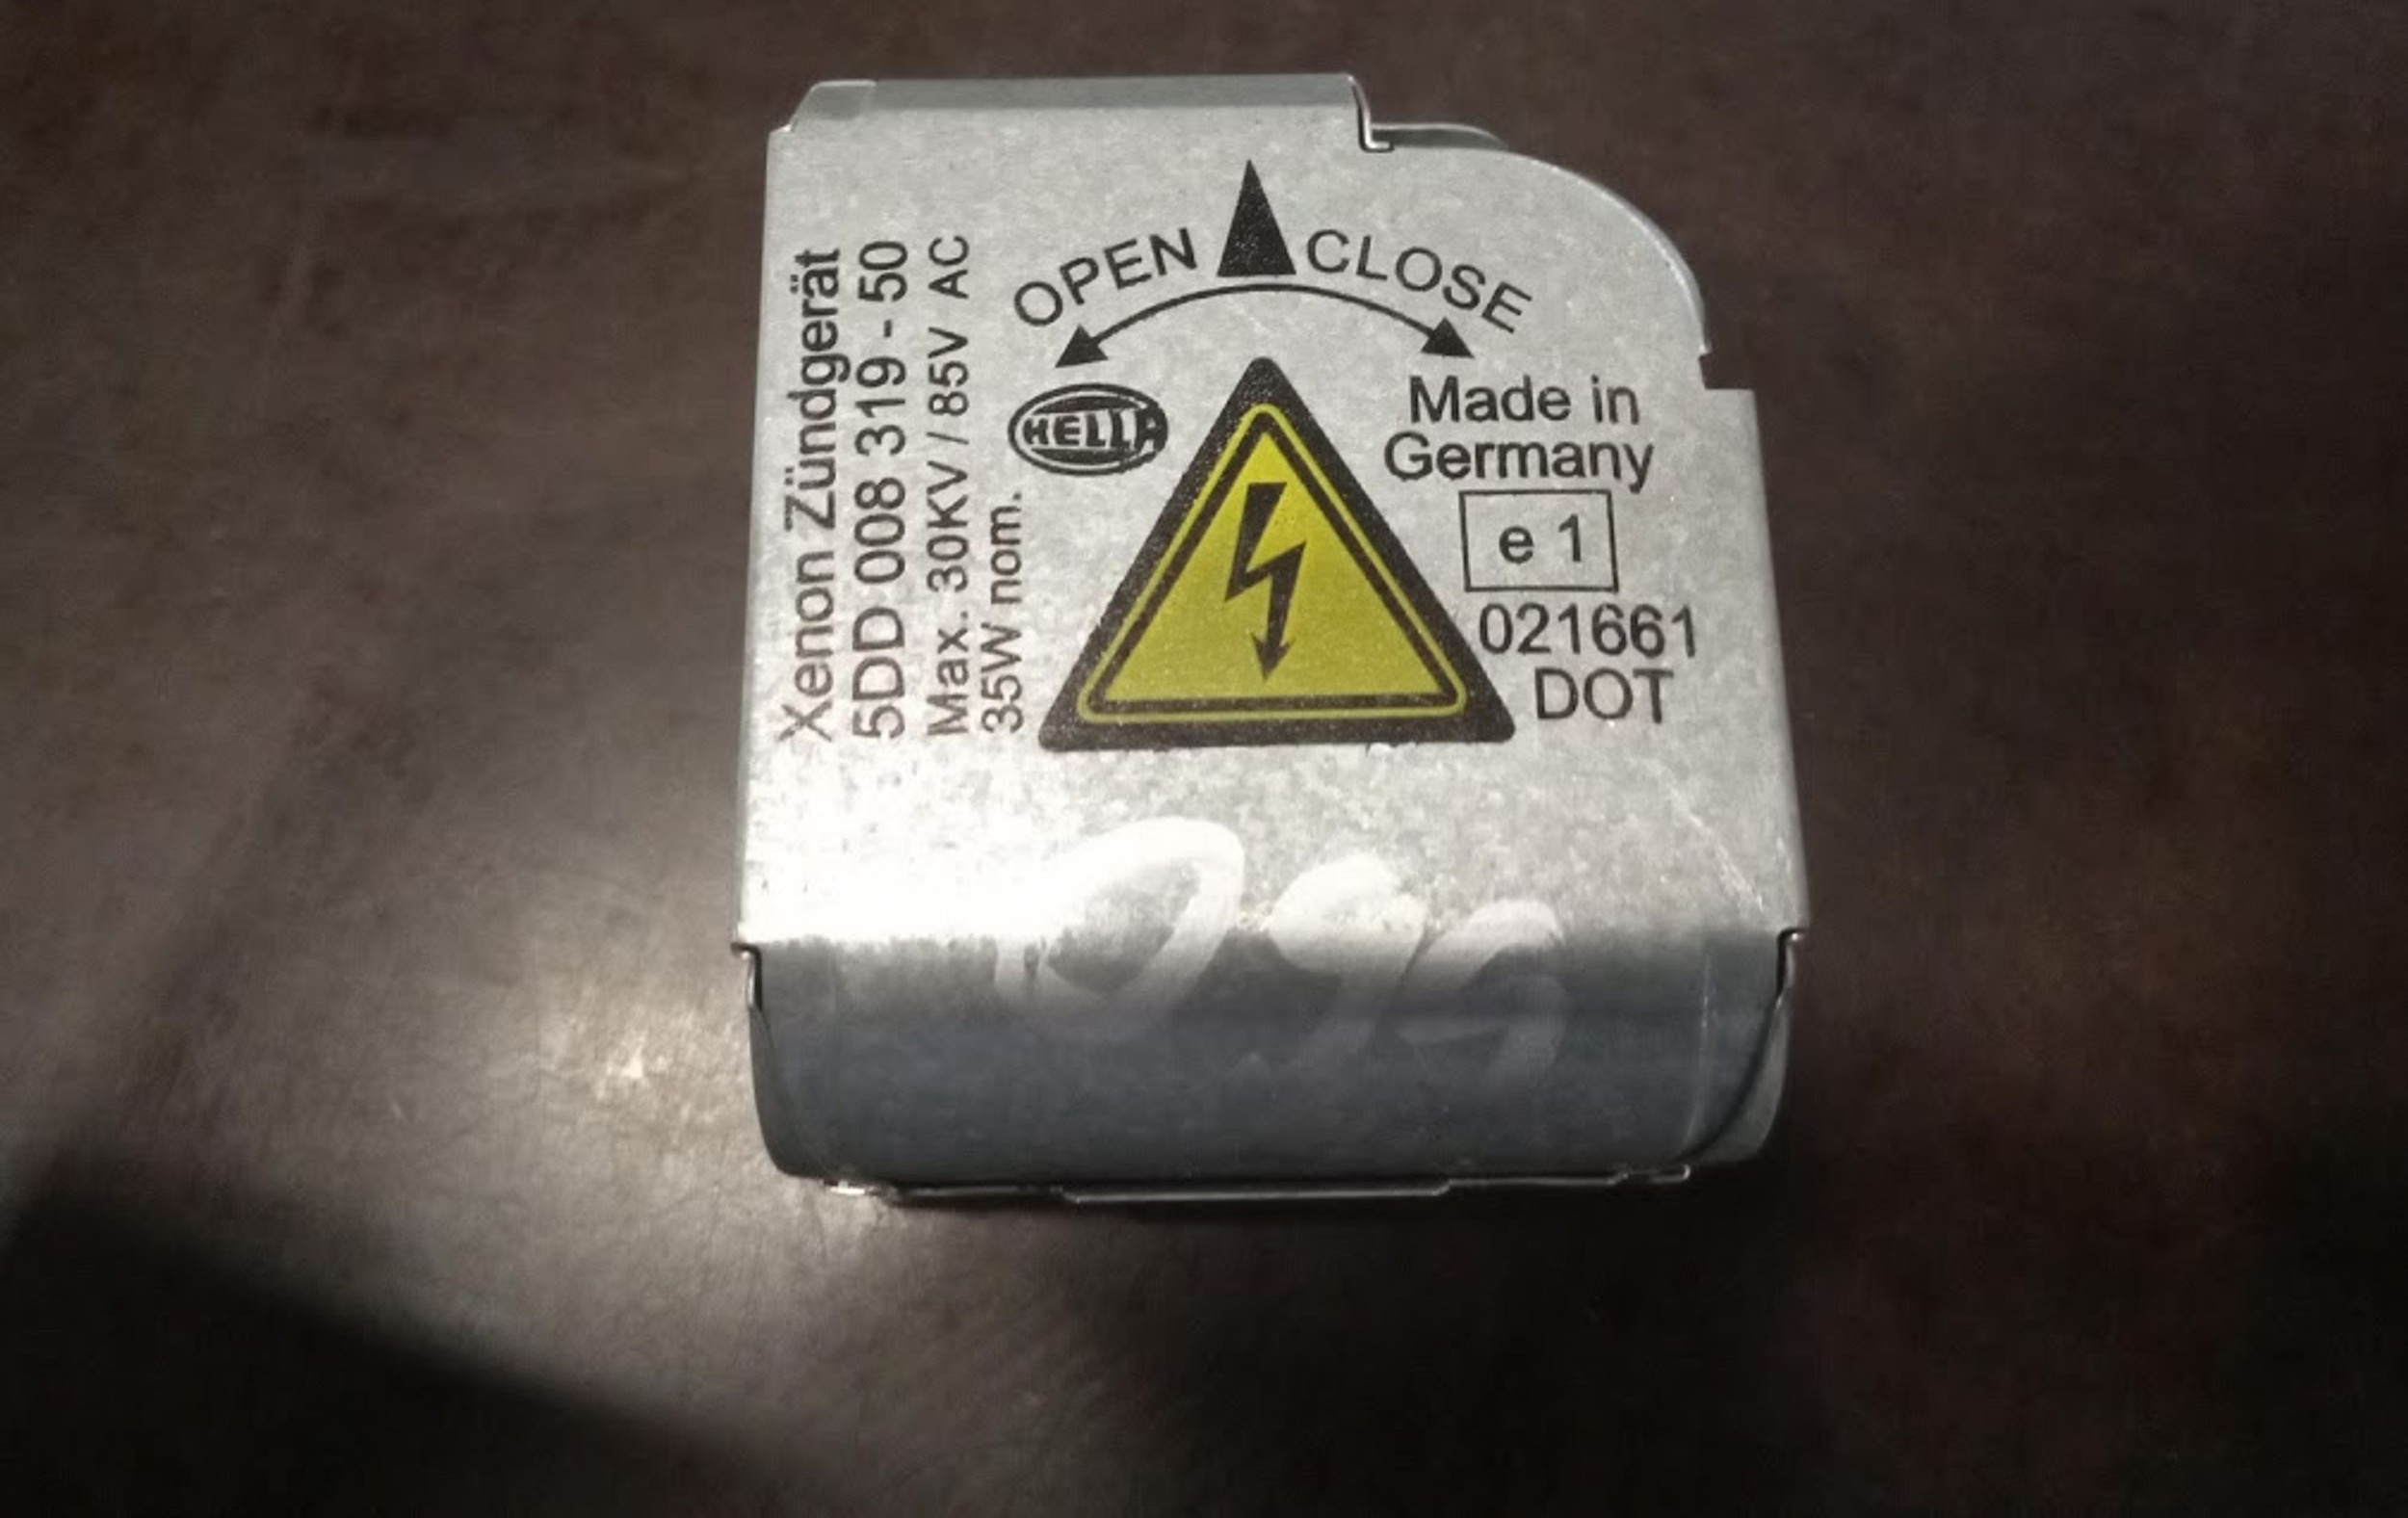 Xenon Zündgerät
5DD 008 319 - 50
Max. 30KV / 85V AC
35W nom.
OPEN CLOSE
HELLA
Made in
Germany
e 1
021661
DOT